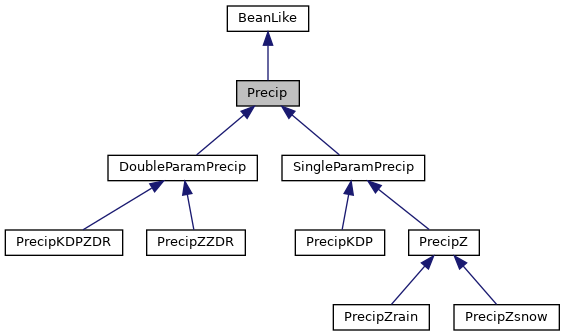 BeanLike
Precip
DoubleParamPrecip
SingleParamPrecip
PrecipKDPZDR
PrecipZZDR
PrecipKDP
PrecipZ
PrecipZrain
PrecipZsnow